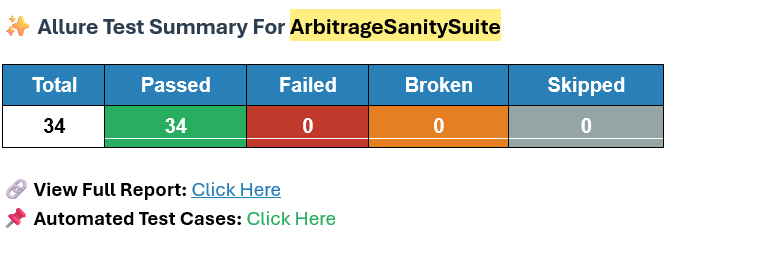 ✨ Allure Test Summary For ArbitrageSanitySuite
Total Passed Failed Broken Skipped
34 34 0 0 0
🔗 View Full Report: Click Here
📌 Automated Test Cases: Click Here